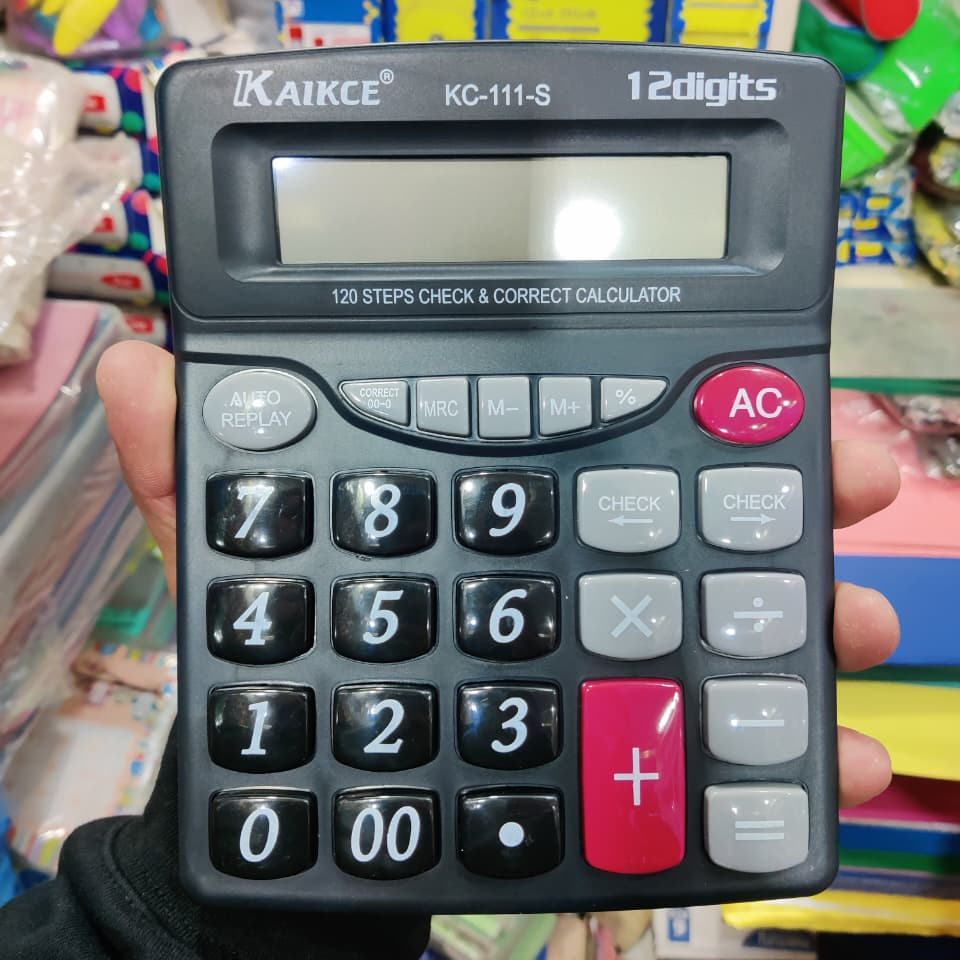 KAIKCE® KC-111-S 12digits
120 STEPS CHECK & CORRECT CALCULATOR
AUTO
REPLAY
CORRECT
00→0
MRC M− M+ % AC
7 8 9 CHECK ← CHECK →
4 5 6 × ÷
1 2 3 + −
0 00 • =